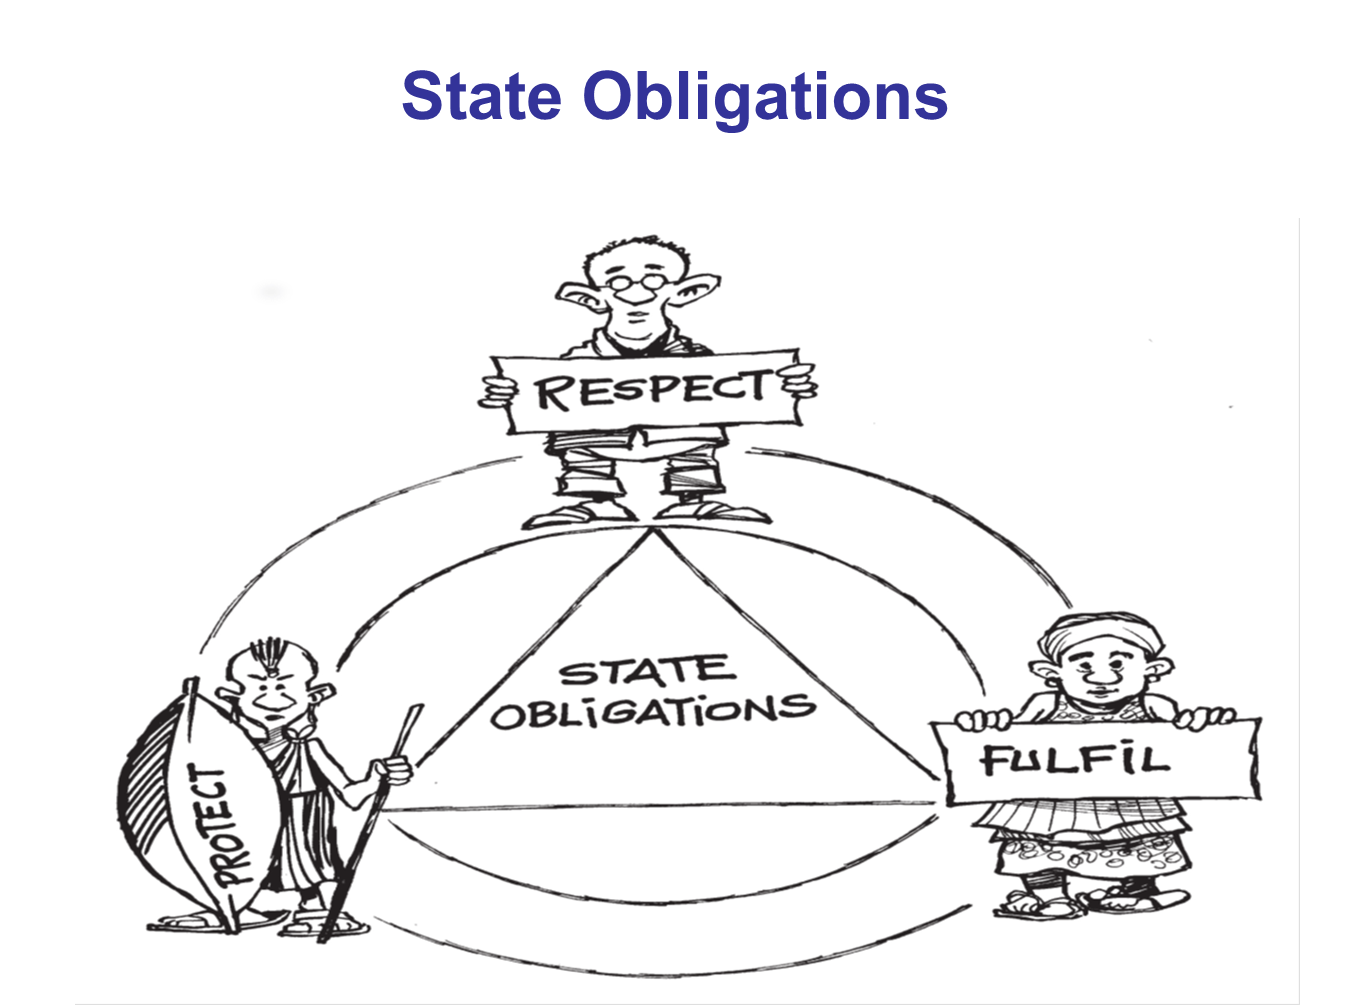 State Obligations
RESPECT
STATE
OBLiGATiONS
PROTECT
FULFiL